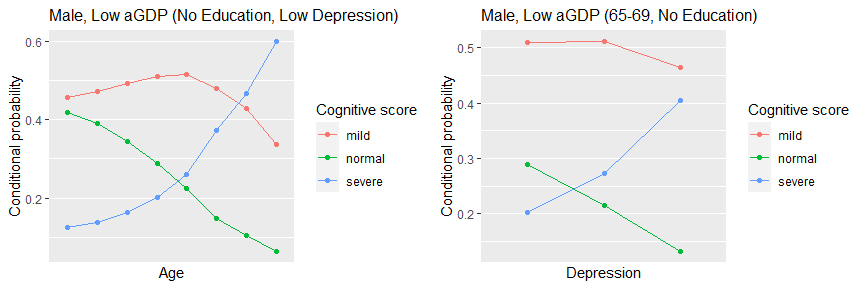 Male, Low aGDP (No Education, Low Depression)
0.6
0.4
0.2
Conditional probability
Age
Cognitive score
mild
normal
severe
Male, Low aGDP (65-69, No Education)
0.5
0.4
0.3
0.2
Conditional probability
Depression
Cognitive score
mild
normal
severe